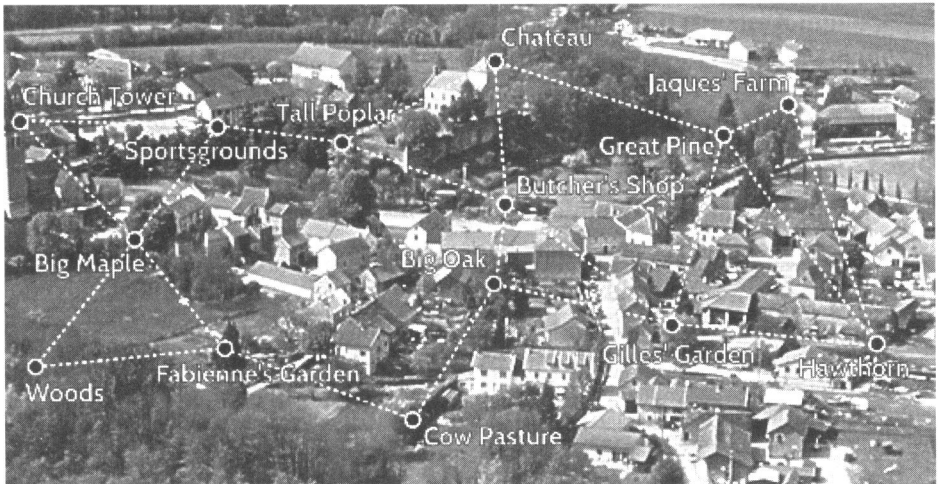 Chateau
Jaques' Farm
Church Tower
Tall Poplar
Great Pine
Sportsgrounds
Butcher's Shop
Big Maple
Big Oak
Gilles' Garden
Hawthorn
Fabienne's Garden
Woods
Cow Pasture